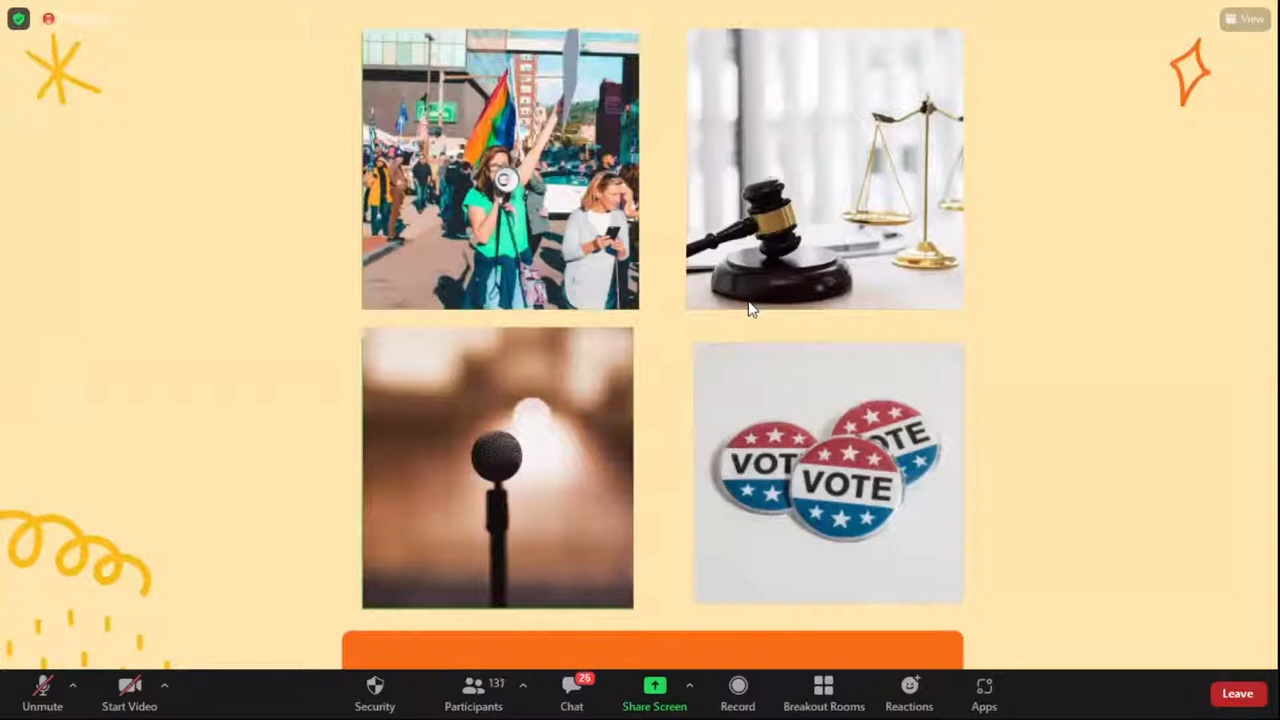 View
VOTE
VOTE
Unmute
Start Video
Security
Participants
137
Chat
26
Share Screen
Record
Breakout Rooms
Reactions
Apps
Leave